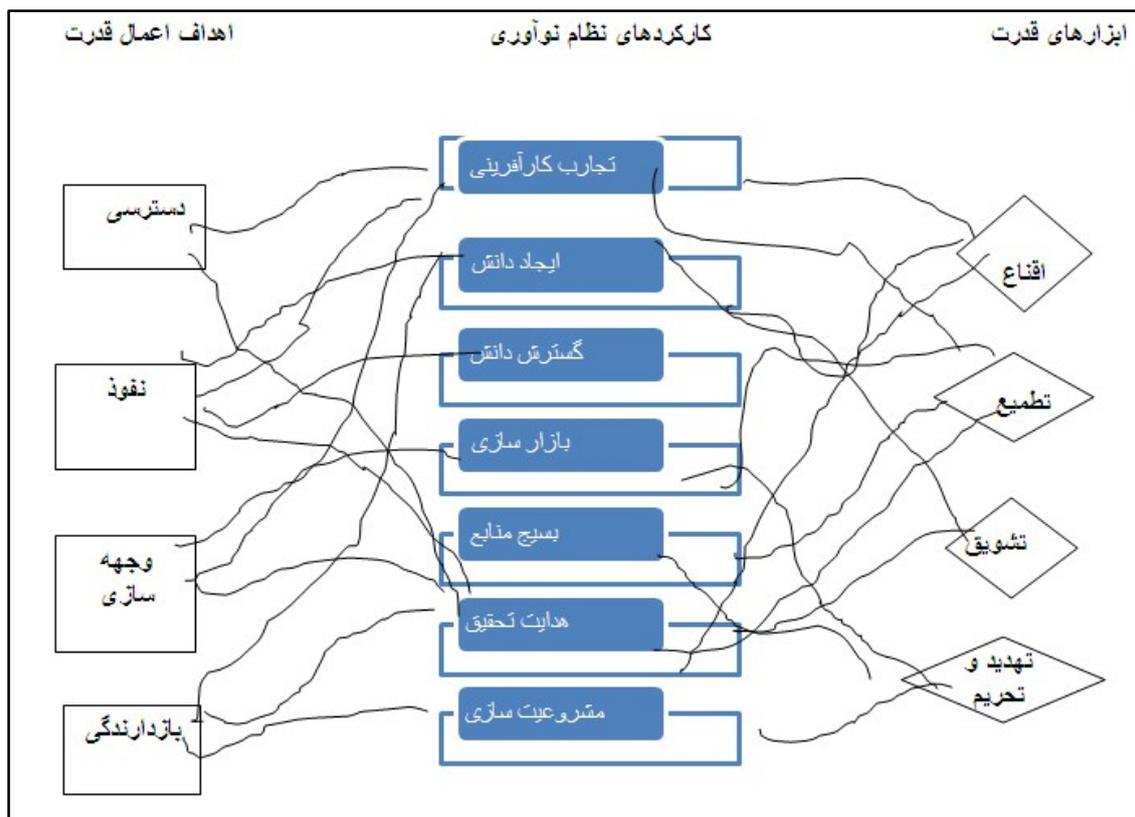 ابزارهای قدرت
کارکردهای نظام نوآوری
اهداف اعمال قدرت
تجارب کارآفرینی
ایجاد دانش
گسترش دانش
بازار سازی
بسیج منابع
هدایت تحقیق
مشروعیت سازی
اقناع
تطمیع
تشویق
تهدید و
تحریم
دسترسی
نفوذ
وجهه
سازی
بازدارندگی